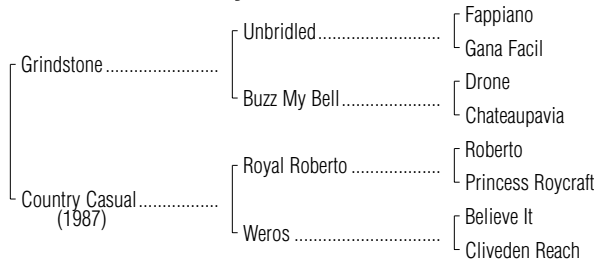 Fappiano
Unbridled
Gana Facil
Grindstone
Drone
Buzz My Bell
Chateaupavia
Roberto
Royal Roberto
Princess Roycraft
Country Casual
(1987)
Believe It
Weros
Cliveden Reach